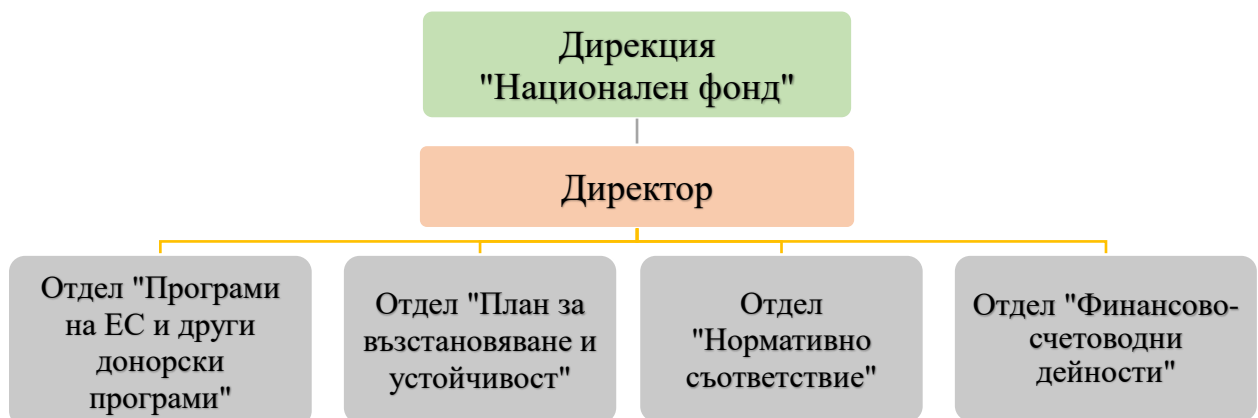 Дирекция
"Национален фонд"
Директор
Отдел "Програми
на ЕС и други
донорски
програми"
Отдел "План за
възстановяване и
устойчивост"
Отдел
"Нормативно
съответствие"
Отдел "Финансово-
счетоводни
дейности"